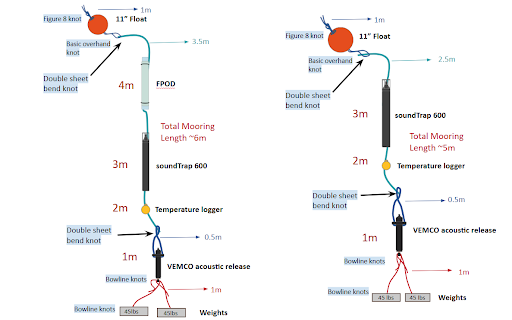 1m
Figure 8 knot
11" Float
Basic overhand
knot
3.5m
Double sheet
bend knot
4m
FPOD
Total Mooring
Length ~6m
3m
soundTrap 600
2m
Temperature logger
Double sheet
bend knot
0.5m
1m
VEMCO acoustic release
Bowline knots
1m
Bowline knots
45lbs
45lbs
Weights
1m
Figure 8 knot
11" Float
Basic overhand
knot
2.5m
Double sheet
bend knot
3m
soundTrap 600
Total Mooring
Length ~5m
2m
Temperature logger
Double sheet
bend knot
0.5m
1m
VEMCO acoustic release
Bowline knots
1m
Bowline knots
45 lbs
45 lbs
Weights